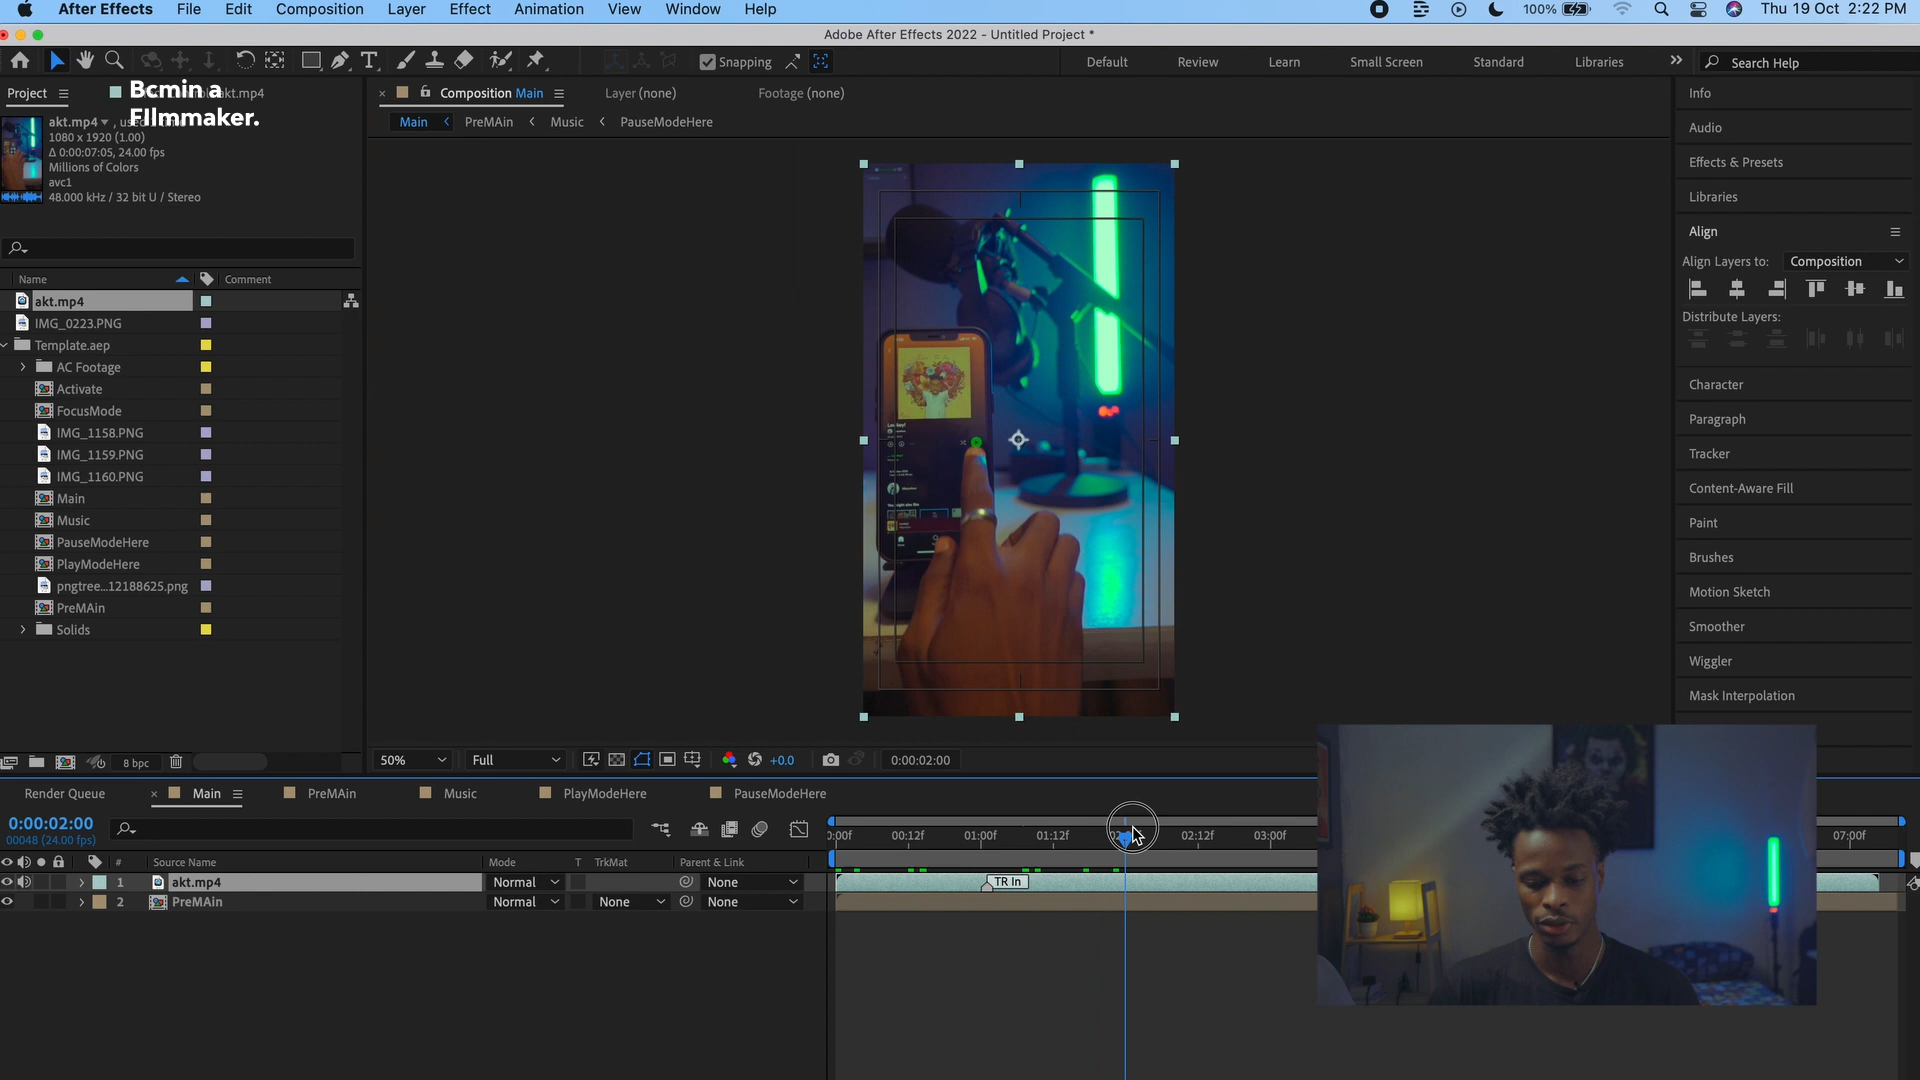 After Effects File Edit Composition Layer Effect Animation View Window Help 100% Thu 19 Oct 2:22 PM
Adobe After Effects 2022 - Untitled Project *
Snapping Default Review Learn Small Screen Standard Libraries Search Help
Project
Bcmin a
FIlmmaker.
akt.mp4
akt.mp4
1080 x 1920 (1.00)
Δ 0:00:07:05, 24.00 fps
Millions of Colors
avc1
48.000 kHz / 32 bit U / Stereo
Name Comment
akt.mp4
IMG_0223.PNG
Template.aep
AC Footage
Activate
FocusMode
IMG_1158.PNG
IMG_1159.PNG
IMG_1160.PNG
Main
Music
PauseModeHere
PlayModeHere
pngtree...12188625.png
PreMAin
Solids
8 bpc
Composition Main Layer (none) Footage (none)
Main PreMAin Music PauseModeHere
50% Full +0.0 0:00:02:00
Info
Audio
Effects & Presets
Libraries
Align
Align Layers to: Composition
Distribute Layers:
Character
Paragraph
Tracker
Content-Aware Fill
Paint
Brushes
Motion Sketch
Smoother
Wiggler
Mask Interpolation
Render Queue Main PreMAin Music PlayModeHere PauseModeHere
0:00:02:00
00048 (24.00 fps)
0:00f 00:12f 01:00f 01:12f 02:12f 03:00f 07:00f
# Source Name Mode T TrkMat Parent & Link
1 akt.mp4 Normal None TR In
2 PreMAin Normal None None